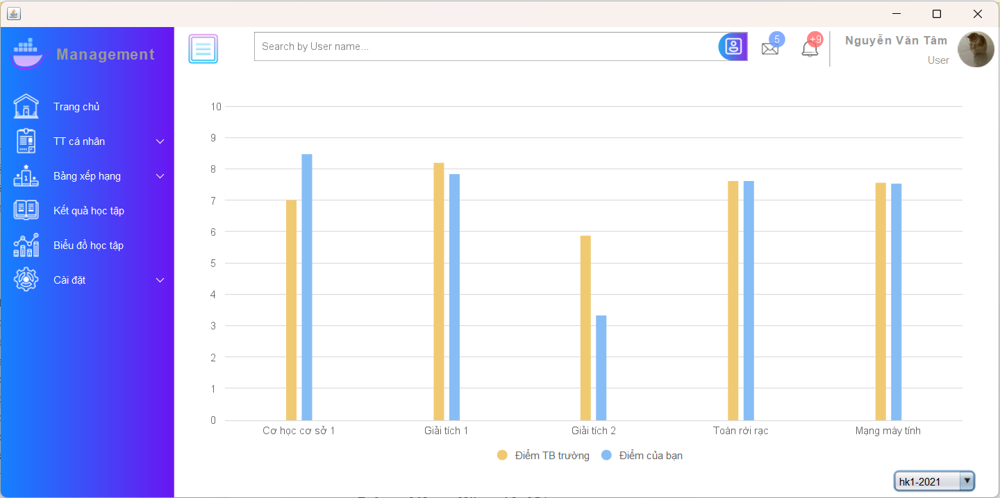 Management
Search by User name...
5
+9
Nguyễn Văn Tâm
User
Trang chủ
TT cá nhân
Bảng xếp hạng
1
Kết quả học tập
Biểu đồ học tập
Cài đặt
10
9
8
7
6
5
4
3
2
1
0
Cơ học cơ sở 1
Giải tích 1
Giải tích 2
Toán rời rạc
Mạng máy tính
Điểm TB trường
Điểm của bạn
hk1-2021